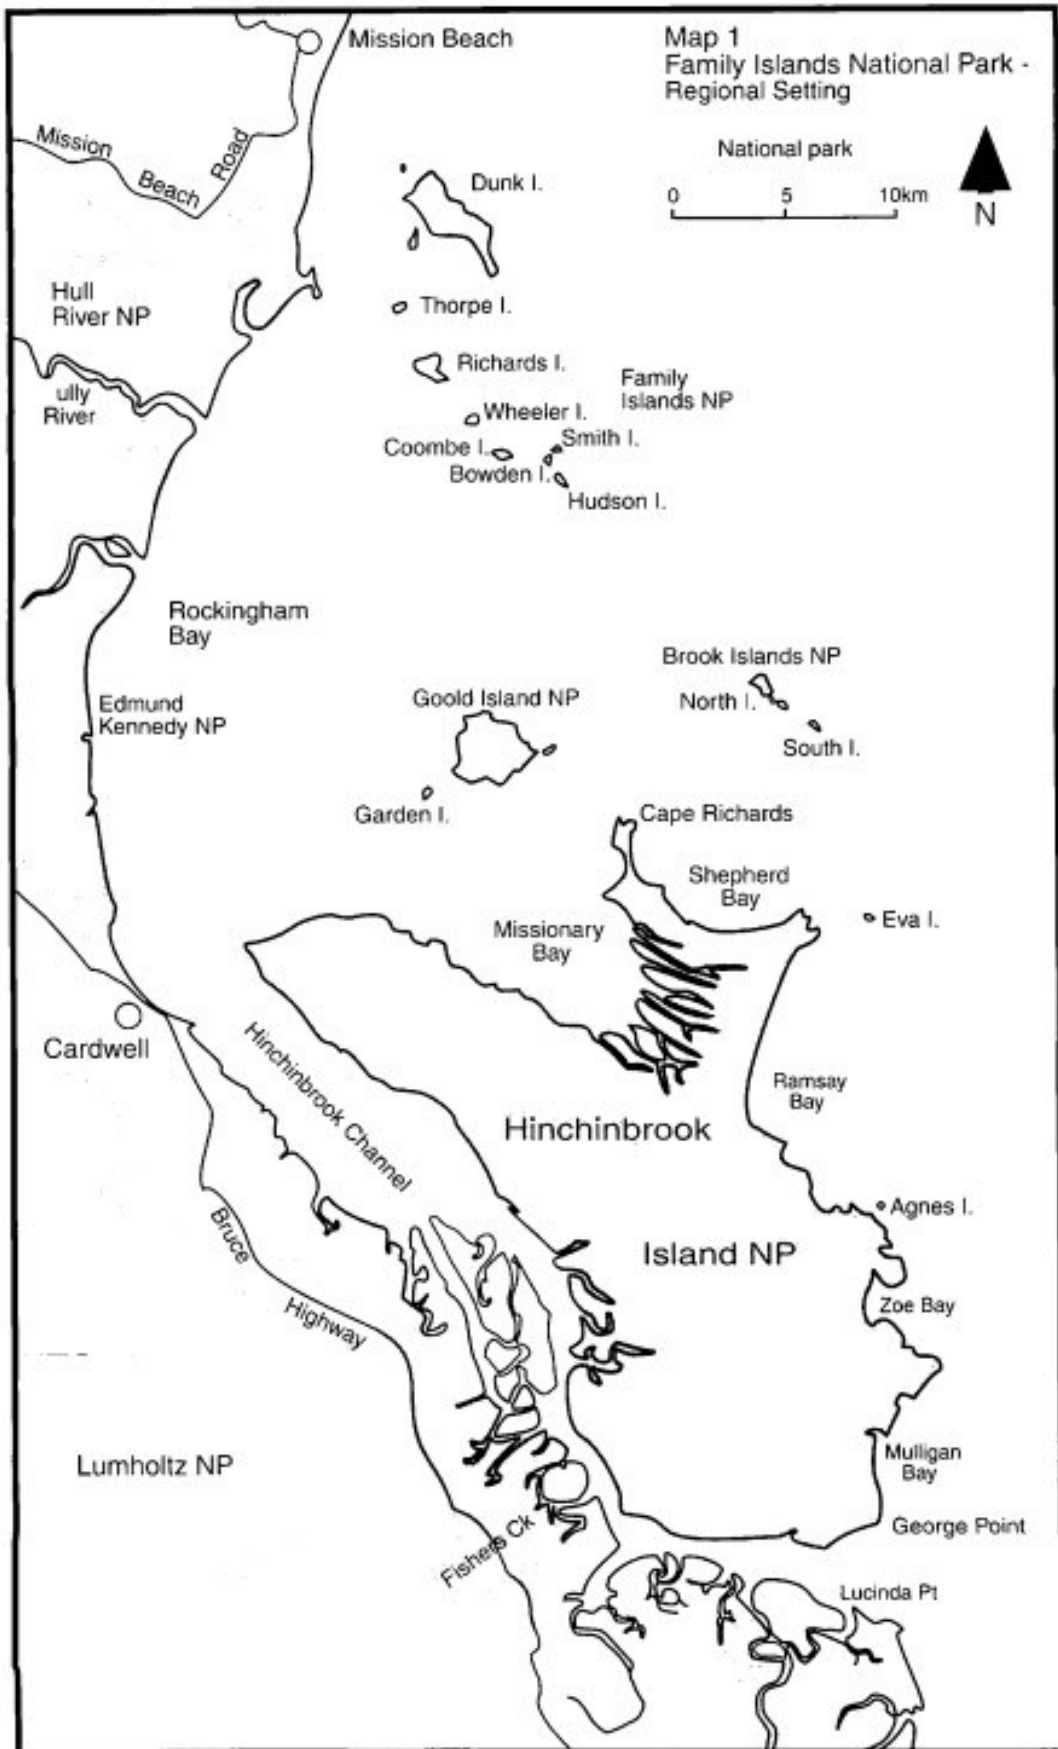 Mission Beach
Map 1
Family Islands National Park -
Regional Setting
National park
0 5 10km
N
Mission
Beach
Road
Dunk I.
Hull
River NP
Thorpe I.
Richards I.
Family
Islands NP
ully
River
Wheeler I.
Smith I.
Coombe I.
Bowden I.
Hudson I.
Rockingham
Bay
Brook Islands NP
Edmund
Kennedy NP
Goold Island NP
North I.
South I.
Garden I.
Cape Richards
Shepherd
Bay
Missionary
Bay
Eva I.
Cardwell
Hinchinbrook Channel
Ramsay
Bay
Hinchinbrook
Agnes I.
Bruce
Highway
Island NP
Zoe Bay
Lumholtz NP
Mulligan
Bay
George Point
Fishers Ck
Lucinda Pt